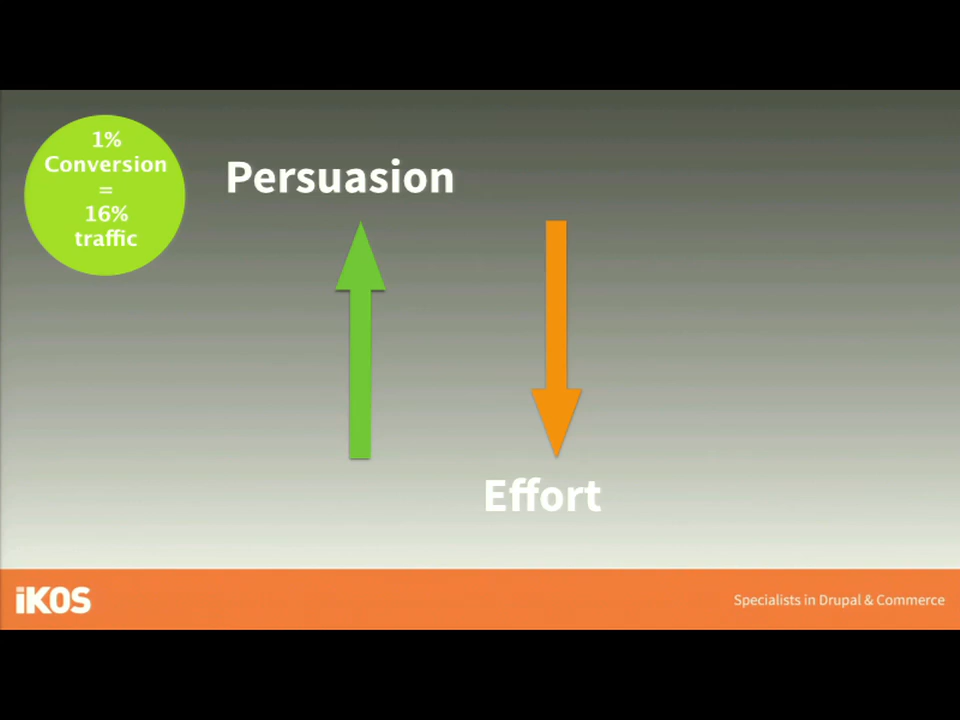 1%
Conversion
=
16%
traffic
Persuasion
Effort
iKOS
Specialists in Drupal & Commerce